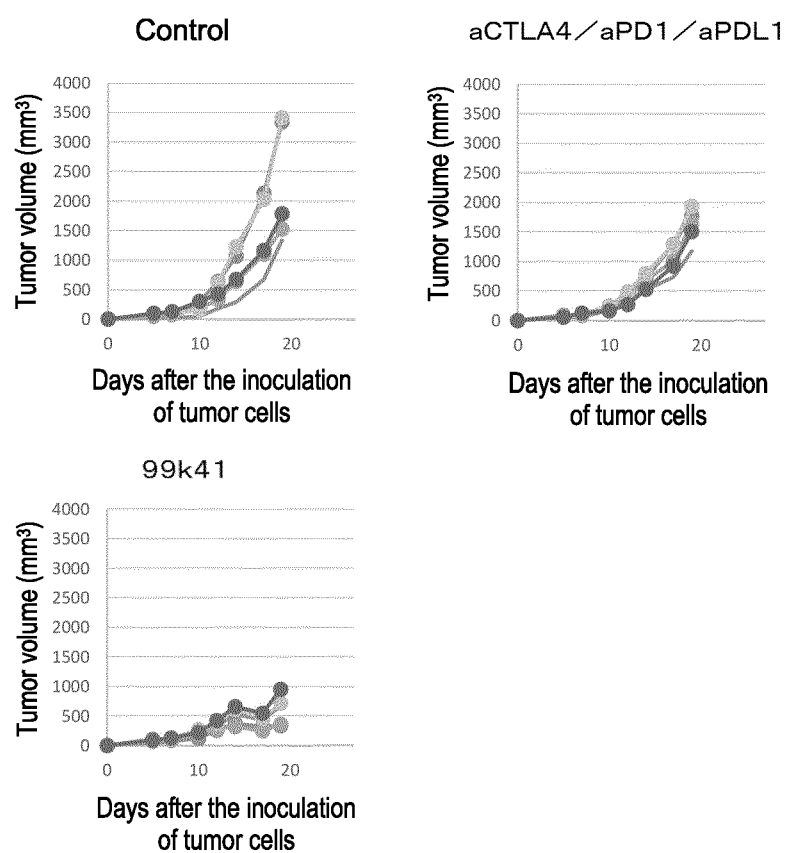 Control
Tumor volume (mm³)
4000
3500
3000
2500
2000
1500
1000
500
0
0 10 20
Days after the inoculation
of tumor cells
aCTLA4／aPD1／aPDL1
Tumor volume (mm³)
4000
3500
3000
2500
2000
1500
1000
500
0
0 10 20
Days after the inoculation
of tumor cells
99k41
Tumor volume (mm³)
4000
3500
3000
2500
2000
1500
1000
500
0
0 10 20
Days after the inoculation
of tumor cells